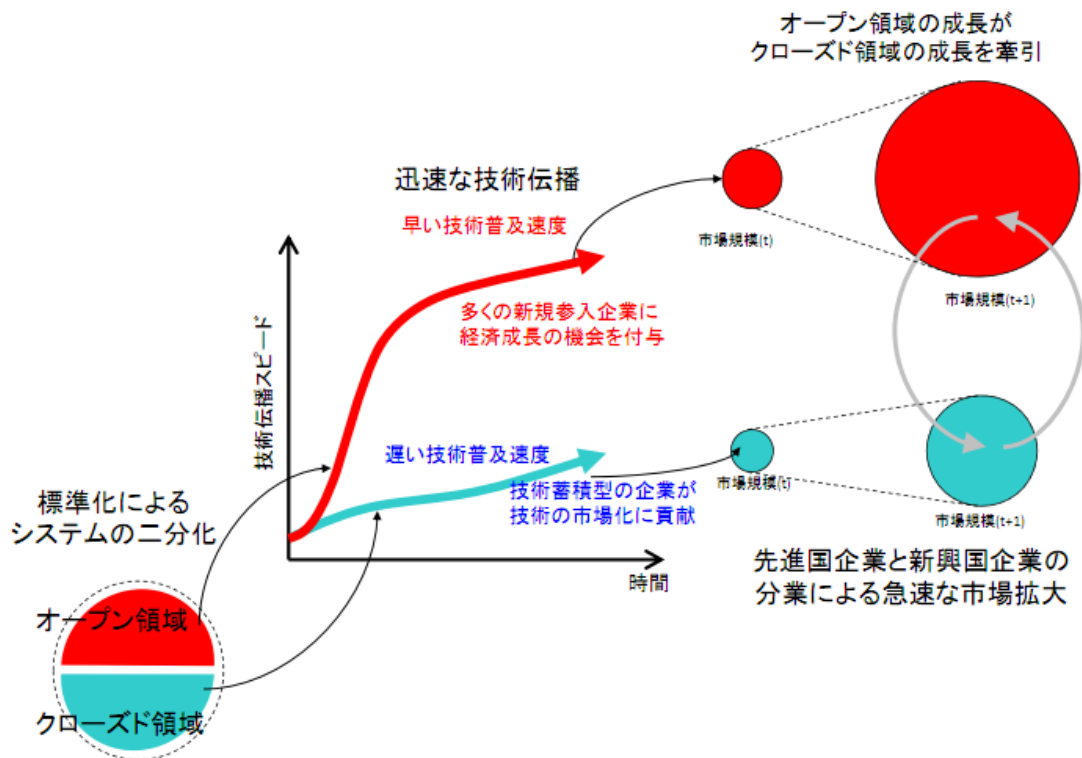 オープン領域の成長が
クローズド領域の成長を牽引
迅速な技術伝播
早い技術普及速度
市場規模(t)
市場規模(t+1)
多くの新規参入企業に
経済成長の機会を付与
技術伝播スピード
遅い技術普及速度
技術蓄積型の企業が
技術の市場化に貢献
市場規模(t)
市場規模(t+1)
標準化による
システムの二分化
時間
先進国企業と新興国企業の
分業による急速な市場拡大
オープン領域
クローズド領域